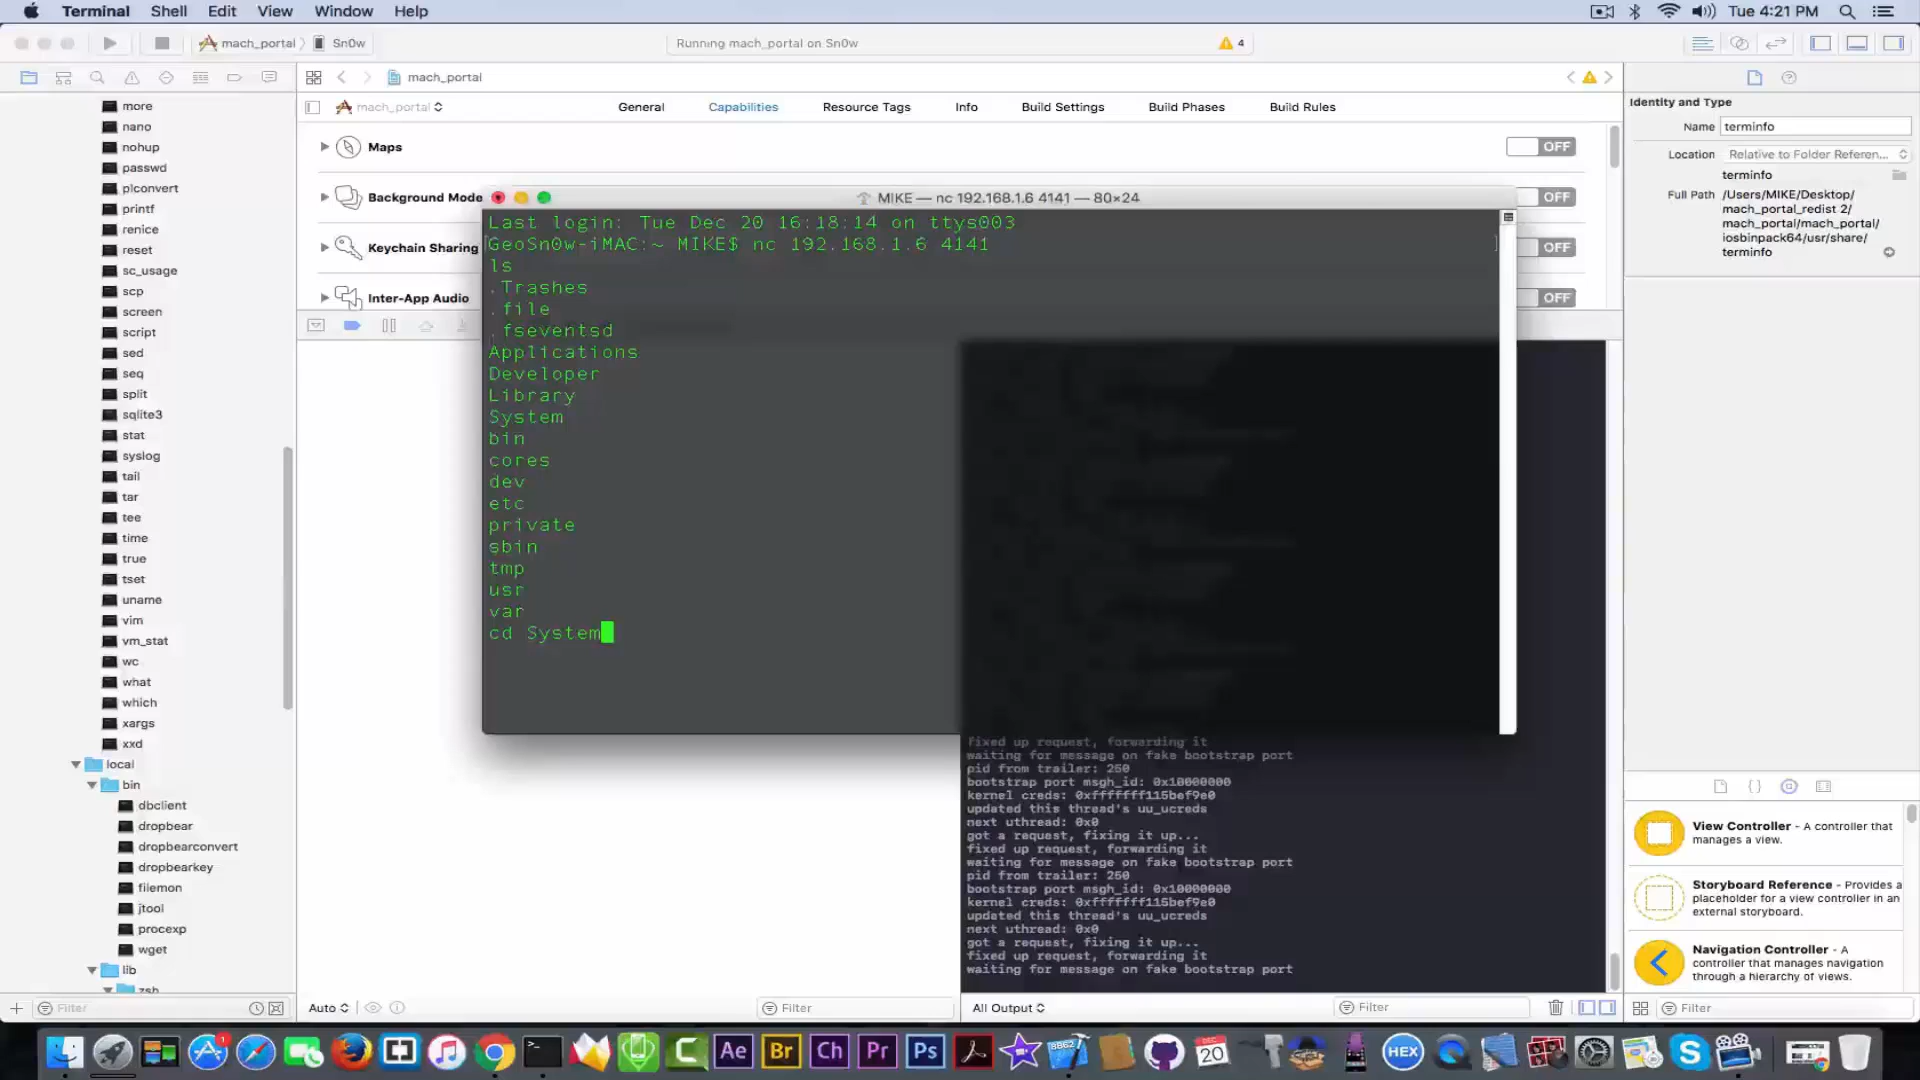 Terminal Shell Edit View Window Help
Tue 4:21 PM
mach_portal Sn0w
Running mach_portal on Sn0w
4
mach_portal
mach_portal
General Capabilities Resource Tags Info Build Settings Build Phases Build Rules
Maps
OFF
Background Mode
OFF
Keychain Sharing
OFF
Inter-App Audio
OFF
more
nano
nohup
passwd
plconvert
printf
renice
reset
sc_usage
scp
screen
script
sed
seq
split
sqlite3
stat
syslog
tail
tar
tee
time
true
tset
uname
vim
vm_stat
wc
what
which
xargs
xxd
local
bin
dbclient
dropbear
dropbearconvert
dropbearkey
filemon
jtool
procexp
wget
lib
zsh
Filter
MIKE — nc 192.168.1.6 4141 — 80×24
Last login: Tue Dec 20 16:18:14 on ttys003
[GeoSn0w-iMAC:~ MIKE$ nc 192.168.1.6 4141 ]
ls
.Trashes
.file
.fseventsd
Applications
Developer
Library
System
bin
cores
dev
etc
private
sbin
tmp
usr
var
cd System
fixed up request, forwarding it
waiting for message on fake bootstrap port
pid from trailer: 250
bootstrap port msgh_id: 0x10000000
kernel creds: 0xfffffff115bef9e0
updated this thread's uu_ucreds
next uthread: 0x0
got a request, fixing it up...
fixed up request, forwarding it
waiting for message on fake bootstrap port
pid from trailer: 250
bootstrap port msgh_id: 0x10000000
kernel creds: 0xfffffff115bef9e0
updated this thread's uu_ucreds
next uthread: 0x0
got a request, fixing it up...
fixed up request, forwarding it
waiting for message on fake bootstrap port
Auto
Filter
All Output
Filter
Identity and Type
Name terminfo
Location Relative to Folder Referen...
terminfo
Full Path /Users/MIKE/Desktop/
mach_portal_redist 2/
mach_portal/mach_portal/
iosbinpack64/usr/share/
terminfo
View Controller - A controller that
manages a view.
Storyboard Reference - Provides a
placeholder for a view controller in an
external storyboard.
Navigation Controller - A
controller that manages navigation
through a hierarchy of views.
Filter
1 Ae Br Ch Pr Ps DEC 20 HEX